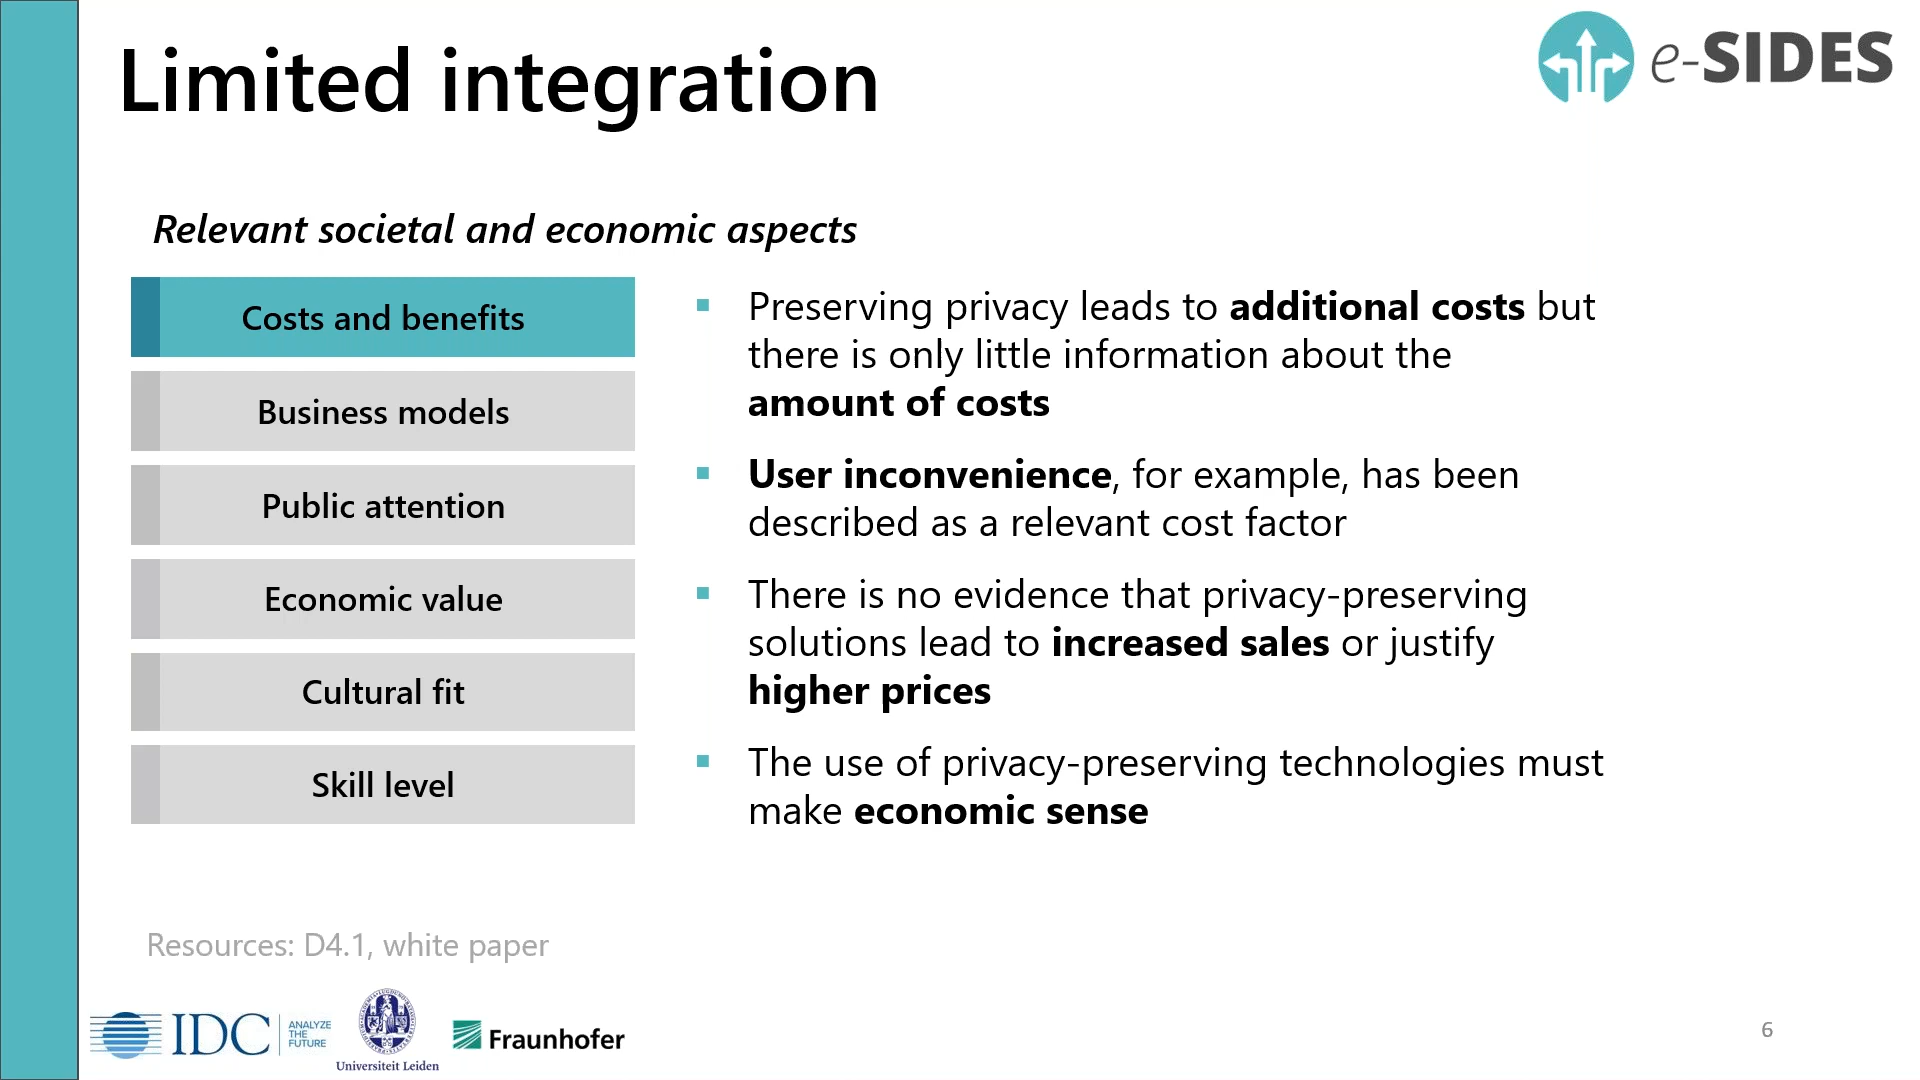 Limited integration
e-SIDES
Relevant societal and economic aspects
Costs and benefits
Business models
Public attention
Economic value
Cultural fit
Skill level
▪ Preserving privacy leads to additional costs but
there is only little information about the
amount of costs
▪ User inconvenience, for example, has been
described as a relevant cost factor
▪ There is no evidence that privacy-preserving
solutions lead to increased sales or justify
higher prices
▪ The use of privacy-preserving technologies must
make economic sense
Resources: D4.1, white paper
IDC
ANALYZE
THE
FUTURE
Universiteit Leiden
Fraunhofer
6